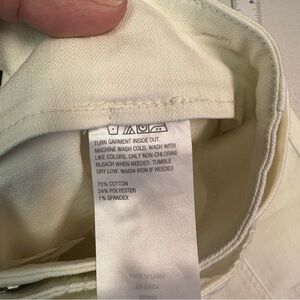 TURN GARMENT INSIDE OUT.
MACHINE WASH COLD. WASH WITH
LIKE COLORS. ONLY NON-CHLORINE
BLEACH WHEN NEEDED. TUMBLE
DRY LOW. WARM IRON IF NEEDED
75% COTTON
24% POLYESTER
1% SPANDEX